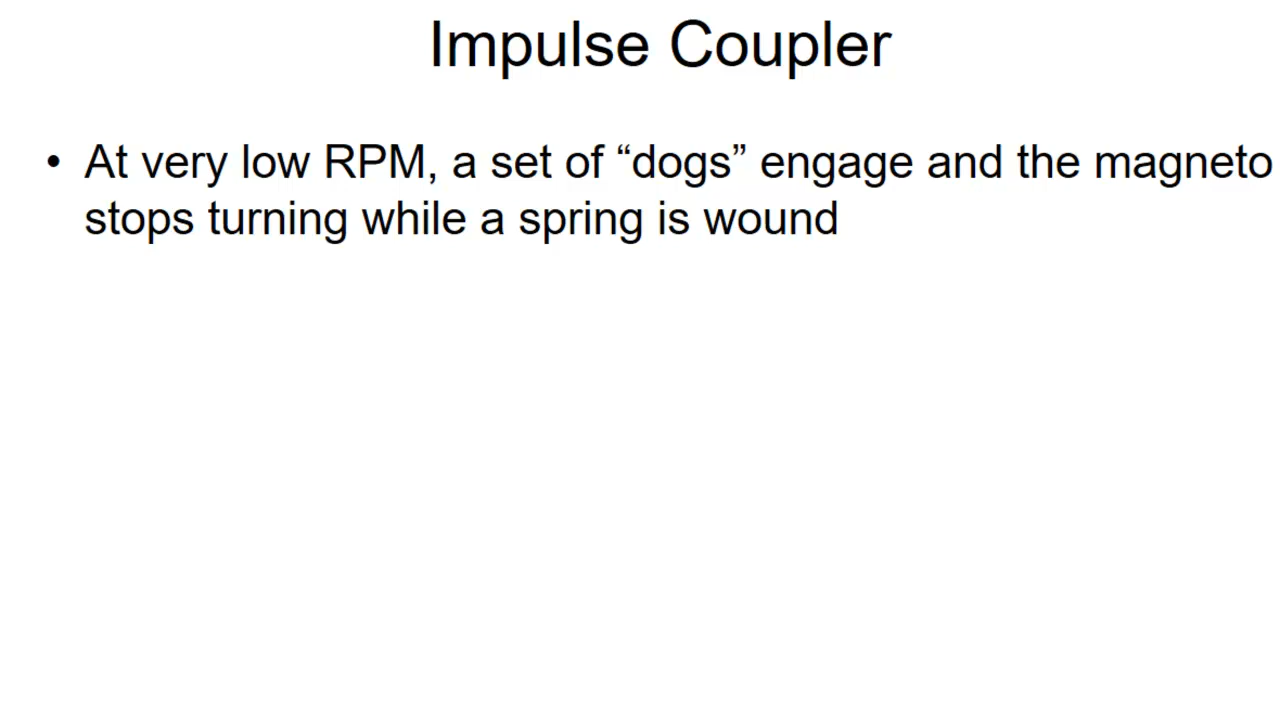 Impulse Coupler
• At very low RPM, a set of “dogs” engage and the magneto
stops turning while a spring is wound